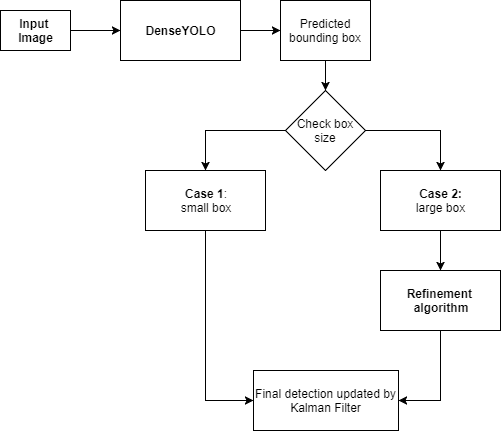 Input
Image
DenseYOLO
Predicted
bounding box
Check box
size
Case 1:
small box
Case 2:
large box
Refinement
algorithm
Final detection updated by
Kalman Filter